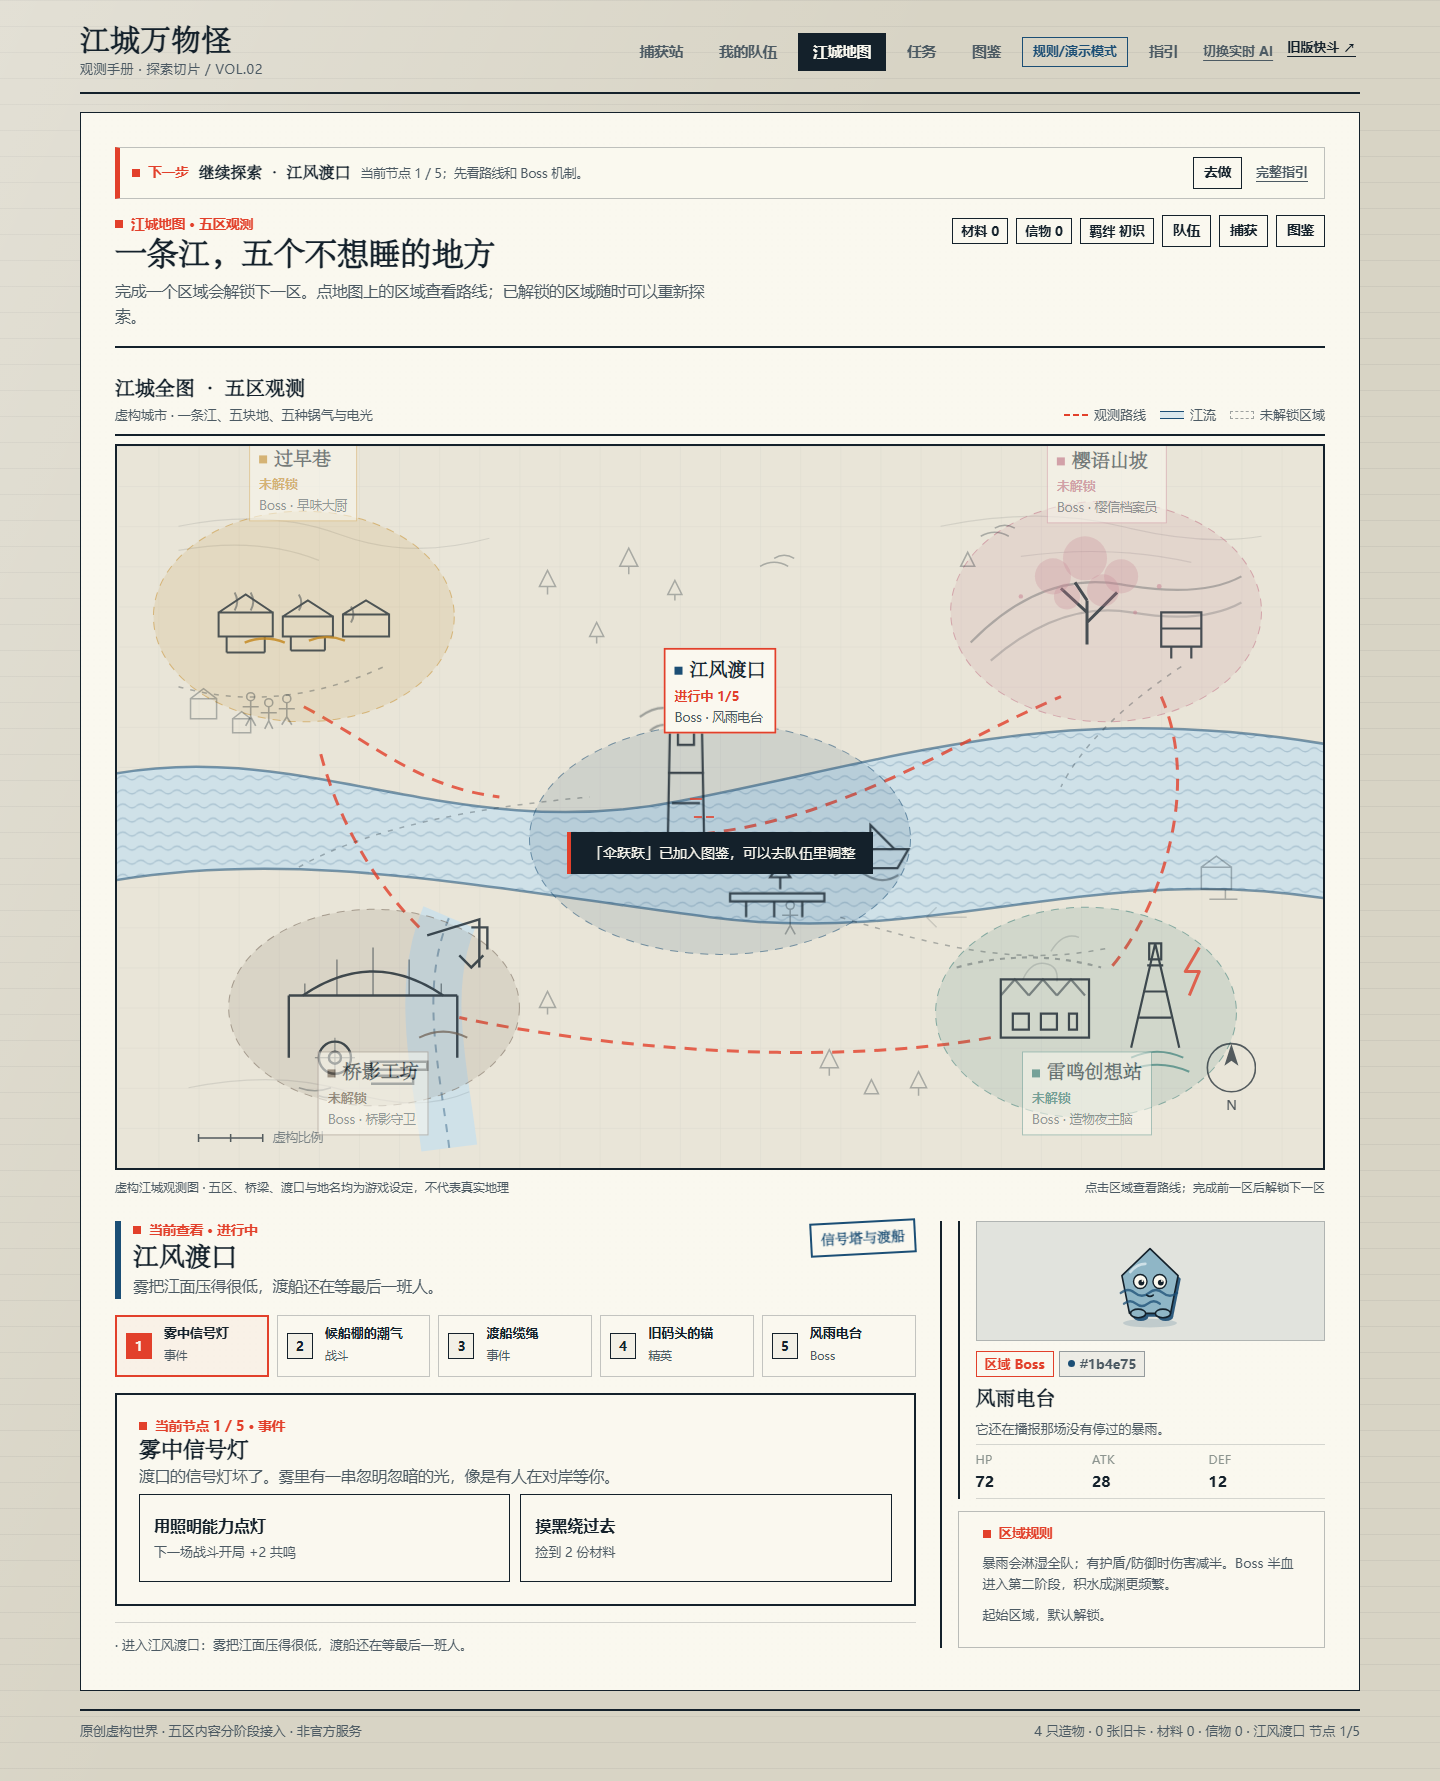 江城万物怪
观测手册 · 探索切片 / VOL.02
捕获站
我的队伍
江城地图
任务
图鉴
规则/演示模式
指引
切换实时 AI
旧版快斗 ↗
下一步 继续探索 · 江风渡口 当前节点 1 / 5；先看路线和 Boss 机制。
去做
完整指引
江城地图 • 五区观测
一条江，五个不想睡的地方
材料 0
信物 0
羁绊 初识
队伍
捕获
图鉴
完成一个区域会解锁下一区。点地图上的区域查看路线；已解锁的区域随时可以重新探
索。
江城全图 · 五区观测
虚构城市 · 一条江、五块地、五种锅气与电光
观测路线
江流
未解锁区域
过早巷
未解锁
Boss · 早味大厨
樱语山坡
未解锁
Boss · 樱信档案员
江风渡口
进行中 1/5
Boss · 风雨电台
「伞跃跃」已加入图鉴，可以去队伍里调整
桥影工坊
未解锁
Boss · 桥影守卫
雷鸣创想站
未解锁
Boss · 造物夜主脑
N
虚构比例
虚构江城观测图 · 五区、桥梁、渡口与地名均为游戏设定，不代表真实地理
点击区域查看路线；完成前一区后解锁下一区
当前查看 • 进行中
江风渡口
雾把江面压得很低，渡船还在等最后一班人。
信号塔与渡船
1 雾中信号灯
事件
2 候船棚的潮气
战斗
3 渡船缆绳
事件
4 旧码头的锚
精英
5 风雨电台
Boss
当前节点 1 / 5 • 事件
雾中信号灯
渡口的信号灯坏了。雾里有一串忽明忽暗的光，像是有人在对岸等你。
用照明能力点灯
下一场战斗开局 +2 共鸣
摸黑绕过去
捡到 2 份材料
· 进入江风渡口：雾把江面压得很低，渡船还在等最后一班人。
区域 Boss
#1b4e75
风雨电台
它还在播报那场没有停过的暴雨。
HP
ATK
DEF
72
28
12
区域规则
暴雨会淋湿全队；有护盾/防御时伤害减半。Boss 半血
进入第二阶段，积水成渊更频繁。
起始区域，默认解锁。
原创虚构世界 · 五区内容分阶段接入 · 非官方服务
4 只造物 · 0 张旧卡 · 材料 0 · 信物 0 · 江风渡口 节点 1/5